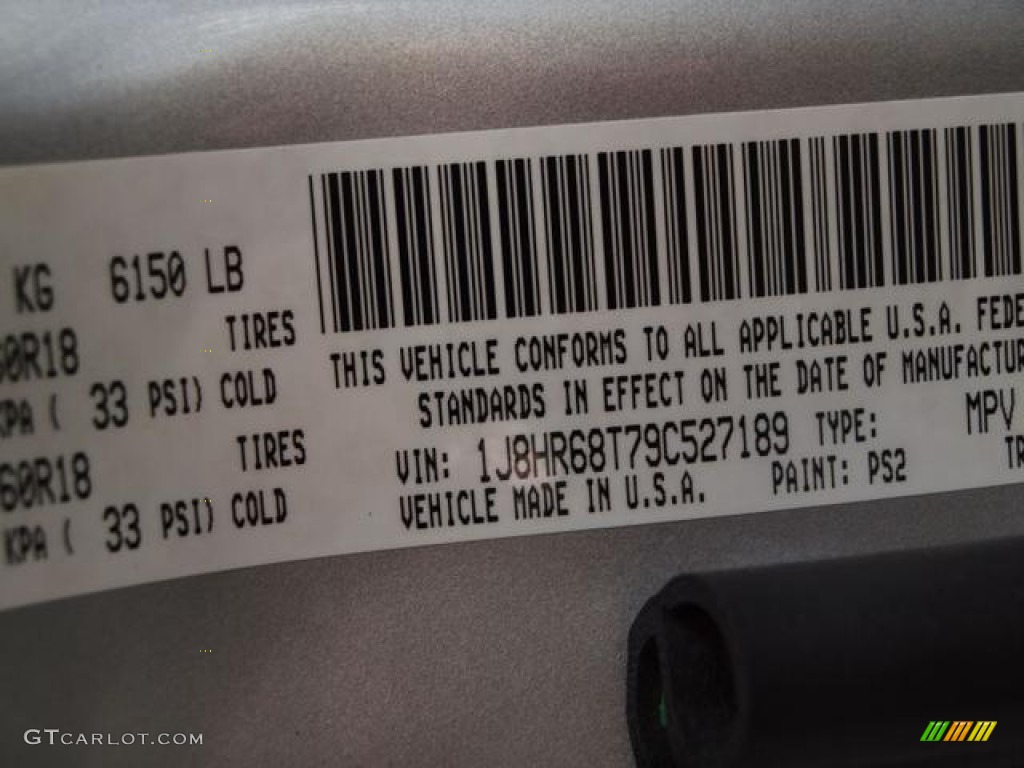 KG 6150 LB
60R18 TIRES
KPA ( 33 PSI) COLD
60R18 TIRES
KPA ( 33 PSI) COLD
THIS VEHICLE CONFORMS TO ALL APPLICABLE U.S.A. FEDE
STANDARDS IN EFFECT ON THE DATE OF MANUFACTUR
VIN: 1J8HR68T79C527189 TYPE: MPV
VEHICLE MADE IN U.S.A. PAINT: PS2 TR
GTCARLOT.COM